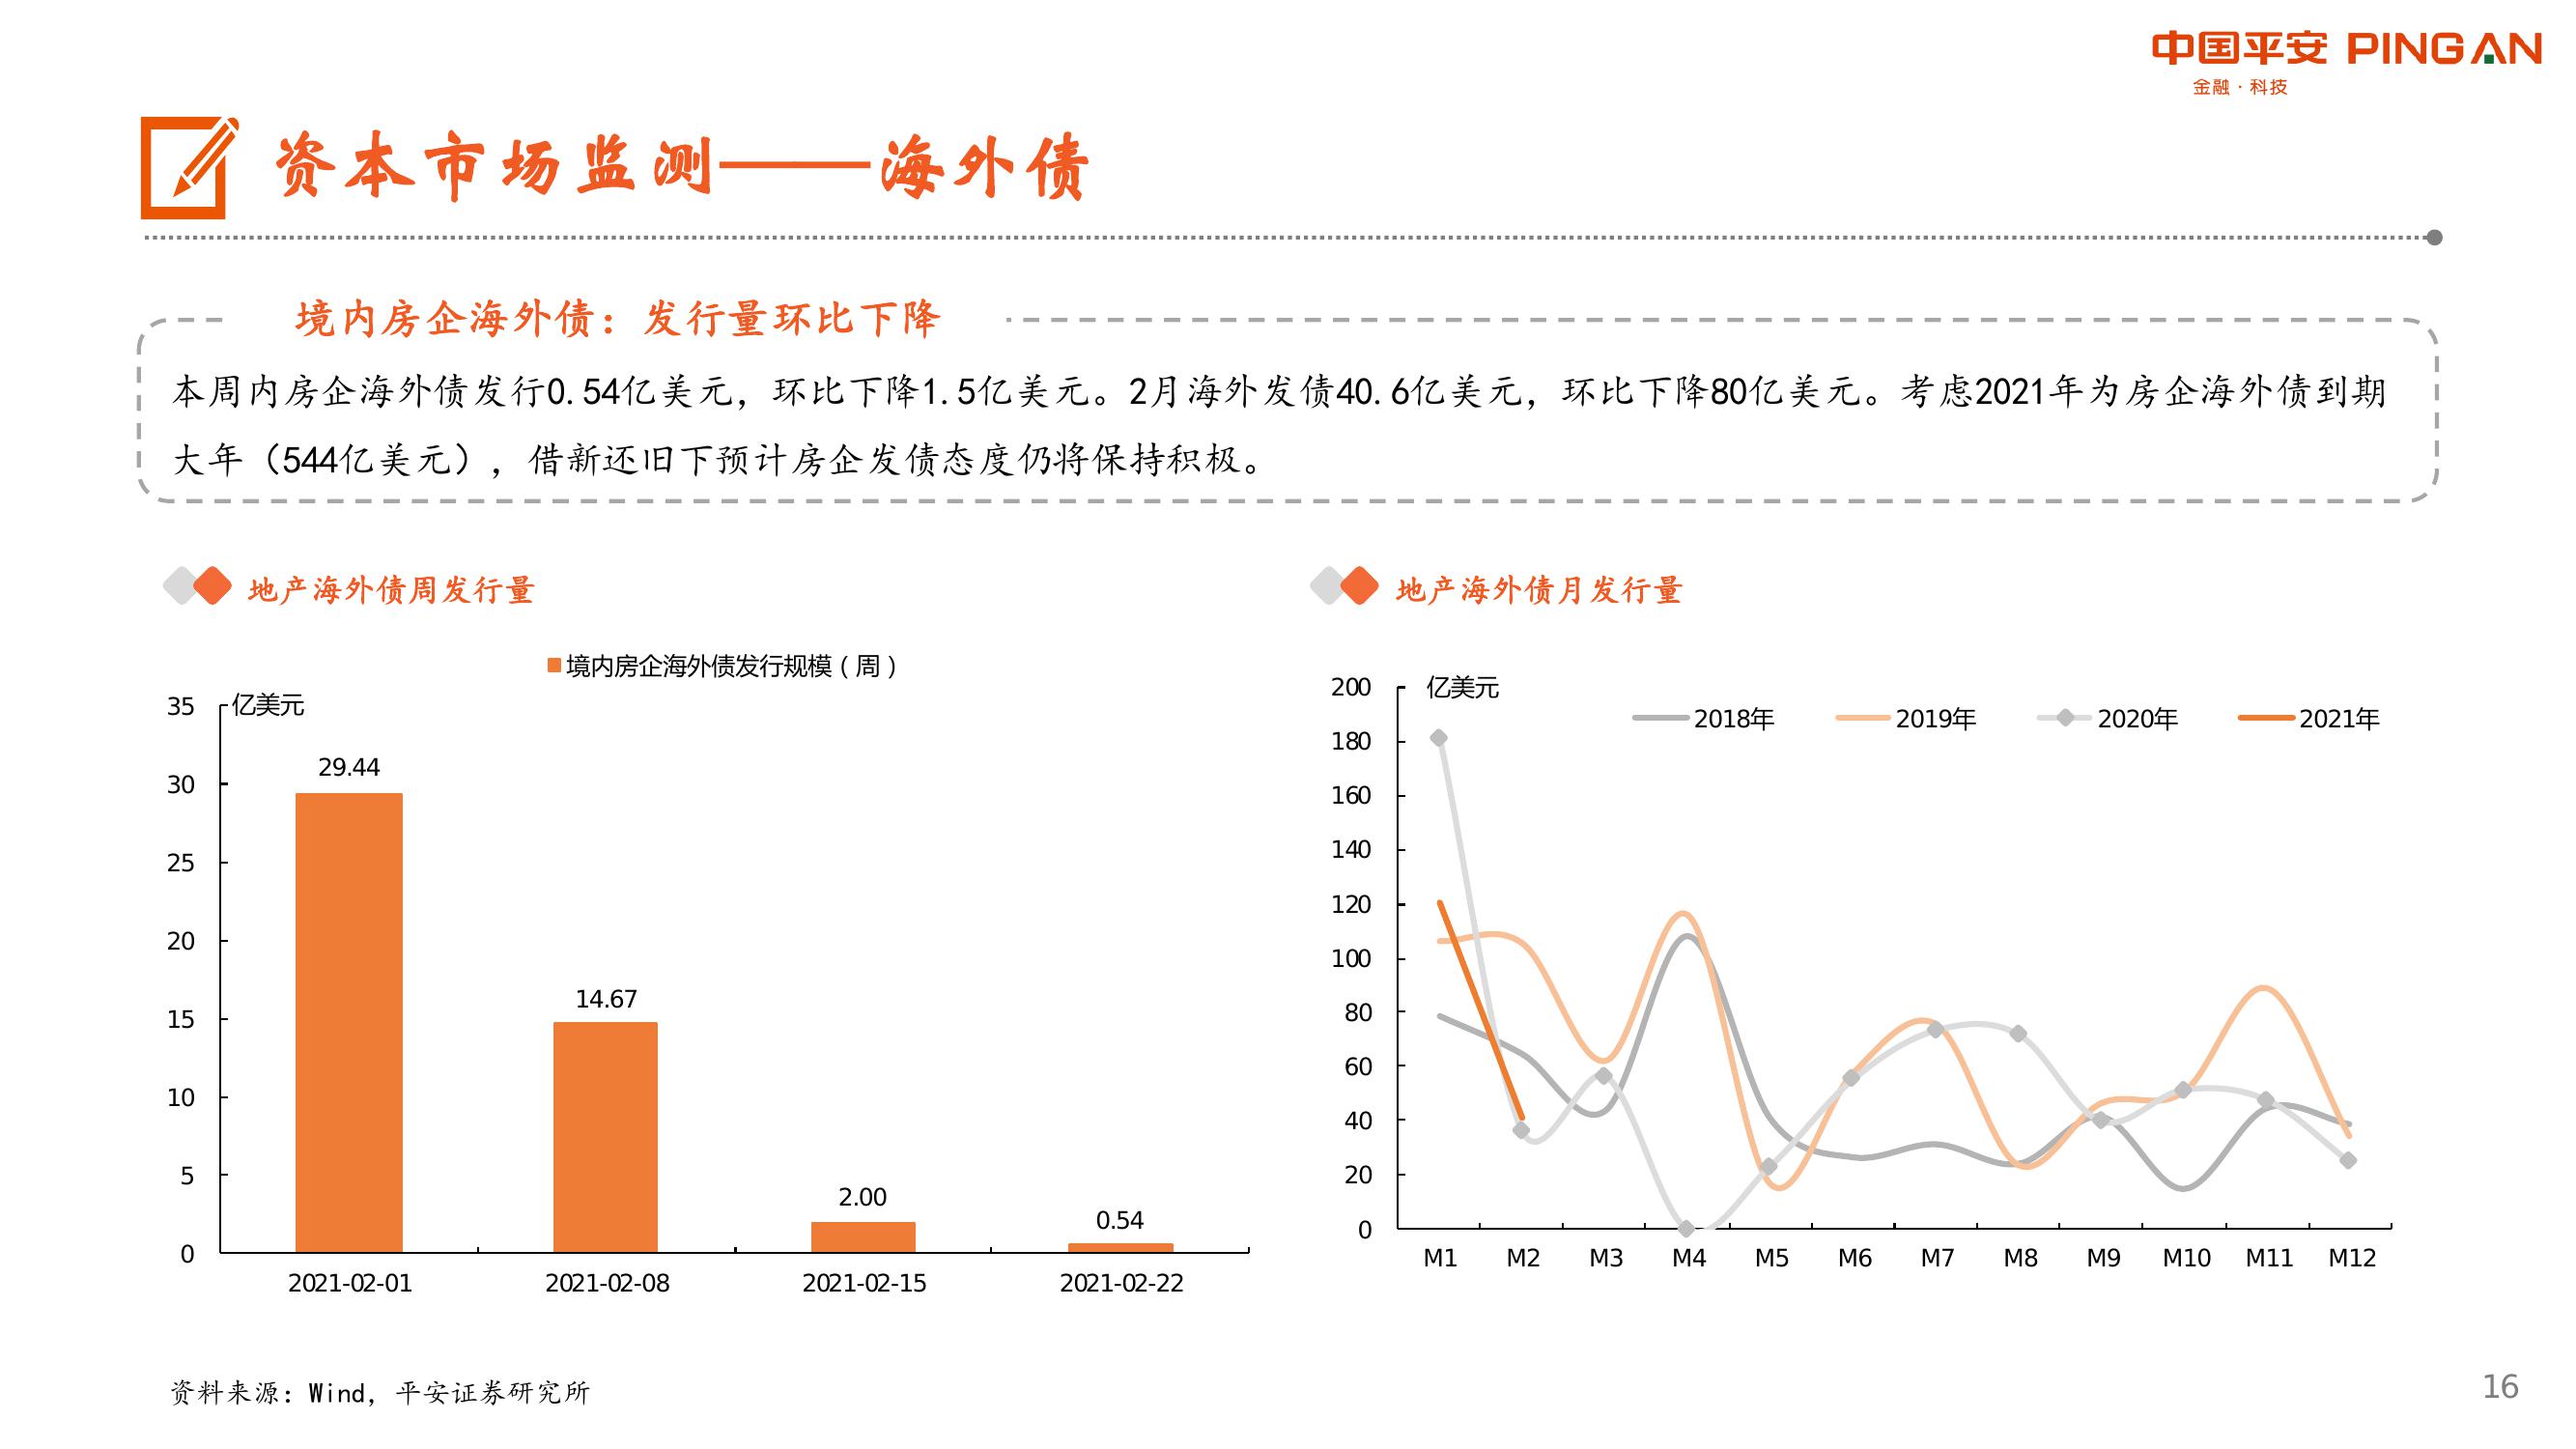 中国平安 PINGAN
金融·科技
资本市场监测——海外债
境内房企海外债：发行量环比下降
本周内房企海外债发行0.54亿美元，环比下降1.5亿美元。2月海外发债40.6亿美元，环比下降80亿美元。考虑2021年为房企海外债到期
大年（544亿美元），借新还旧下预计房企发债态度仍将保持积极。
地产海外债周发行量
境内房企海外债发行规模（周）
亿美元
35
30
25
20
15
10
5
0
29.44
14.67
2.00
0.54
2021-02-01 2021-02-08 2021-02-15 2021-02-22
地产海外债月发行量
亿美元
2018年 2019年 2020年 2021年
200
180
160
140
120
100
80
60
40
20
0
M1 M2 M3 M4 M5 M6 M7 M8 M9 M10 M11 M12
资料来源：Wind，平安证券研究所
16